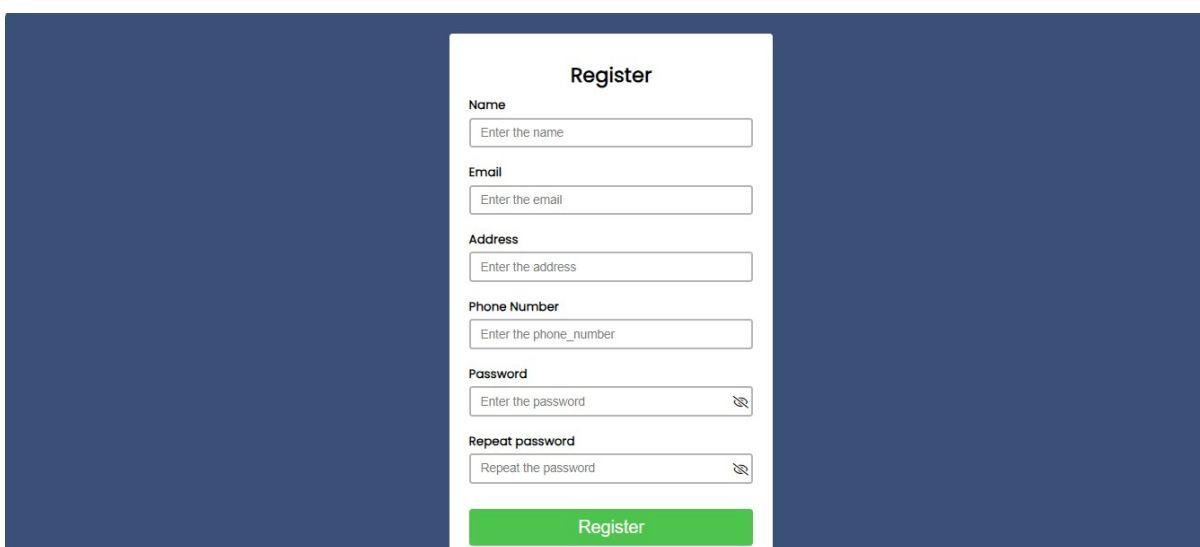 Register
Name
Enter the name
Email
Enter the email
Address
Enter the address
Phone Number
Enter the phone_number
Password
Enter the password
Repeat password
Repeat the password
Register